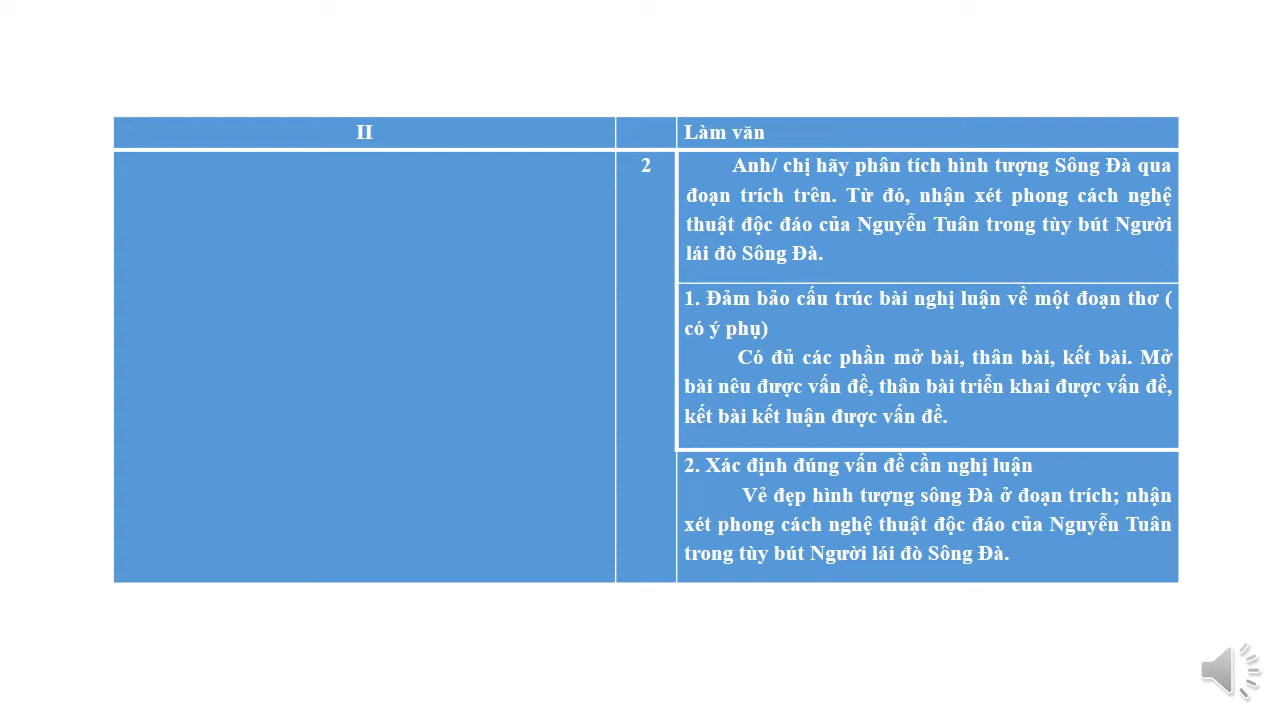 II
Làm văn
2
Anh/ chị hãy phân tích hình tượng Sông Đà qua
đoạn trích trên. Từ đó, nhận xét phong cách nghệ
thuật độc đáo của Nguyễn Tuân trong tùy bút Người
lái đò Sông Đà.
1. Đảm bảo cấu trúc bài nghị luận về một đoạn thơ (
có ý phụ)
Có đủ các phần mở bài, thân bài, kết bài. Mở
bài nêu được vấn đề, thân bài triển khai được vấn đề,
kết bài kết luận được vấn đề.
2. Xác định đúng vấn đề cần nghị luận
Vẻ đẹp hình tượng sông Đà ở đoạn trích; nhận
xét phong cách nghệ thuật độc đáo của Nguyễn Tuân
trong tùy bút Người lái đò Sông Đà.